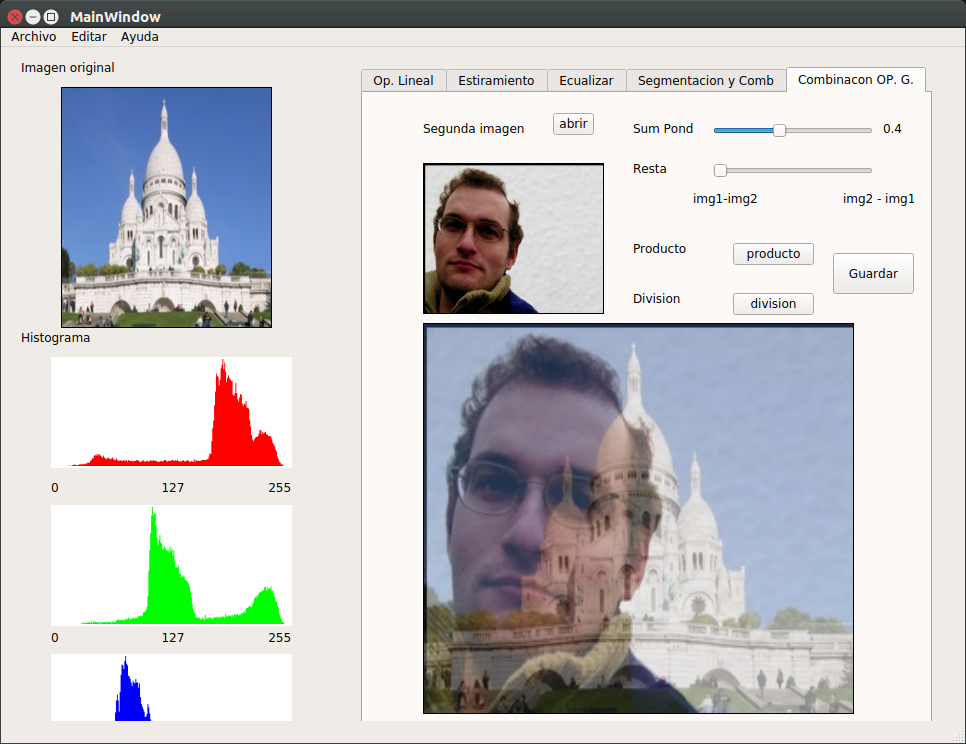 MainWindow
Archivo Editar Ayuda
Imagen original
Op. Lineal Estiramiento Ecualizar Segmentacion y Comb Combinacon OP. G.
Segunda imagen abrir Sum Pond 0.4
Resta
img1-img2 img2 - img1
Producto producto
Guardar
Division division
Histograma
0 127 255
0 127 255